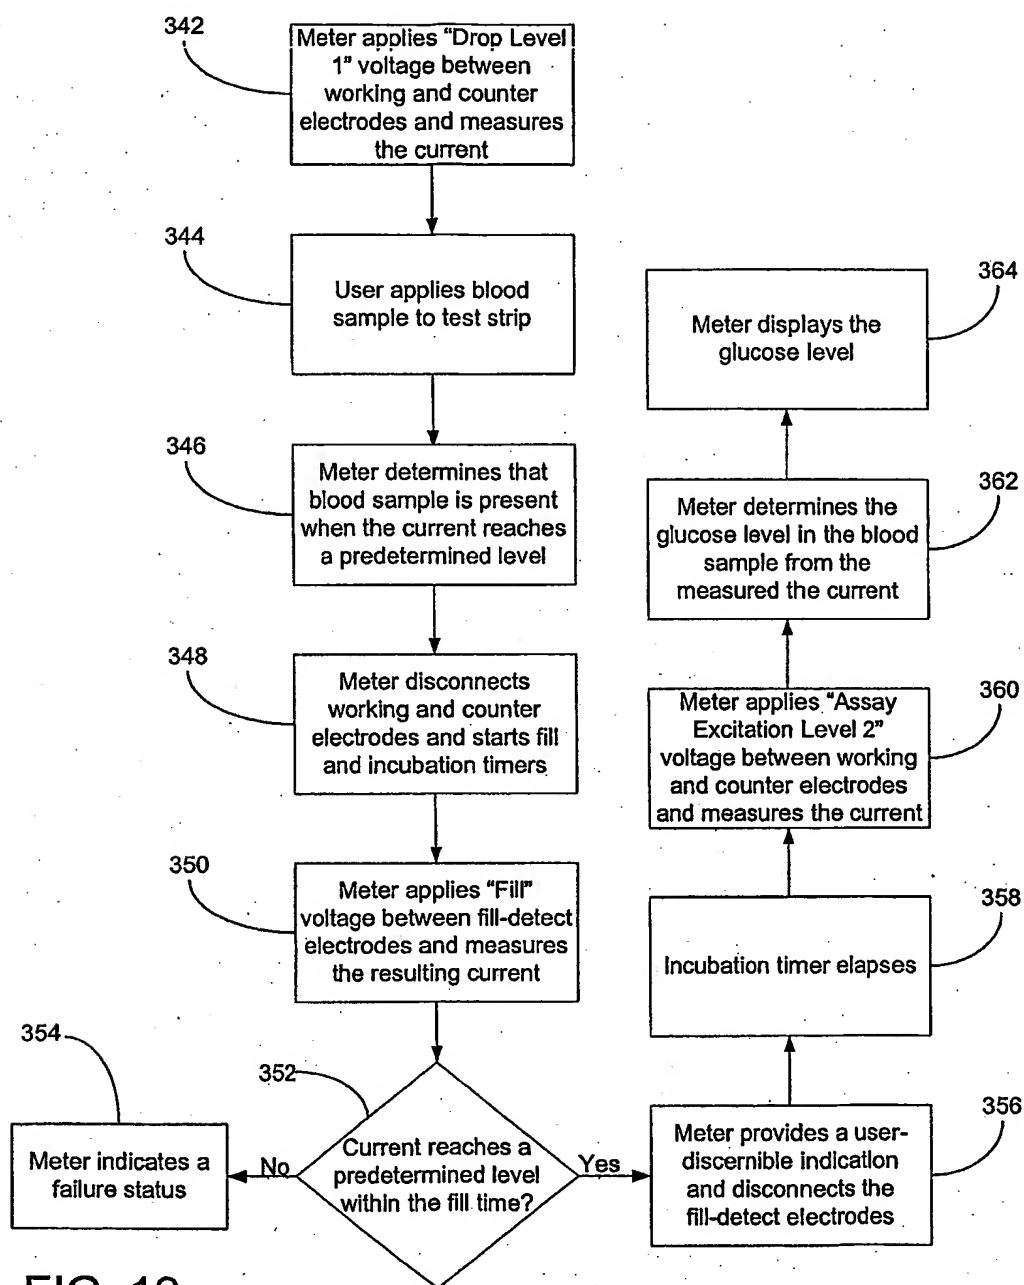 342
Meter applies “Drop Level
1” voltage between
working and counter
electrodes and measures
the current
344
User applies blood
sample to test strip
346
Meter determines that
blood sample is present
when the current reaches
a predetermined level
348
Meter disconnects
working and counter
electrodes and starts fill
and incubation timers
350
Meter applies “Fill”
voltage between fill-detect
electrodes and measures
the resulting current
352
Current reaches a
predetermined level
within the fill time?
No
Yes
354
Meter indicates a
failure status
356
Meter provides a user-
discernible indication
and disconnects the
fill-detect electrodes
358
Incubation timer elapses
360
Meter applies “Assay
Excitation Level 2”
voltage between working
and counter electrodes
and measures the current
362
Meter determines the
glucose level in the blood
sample from the
measured the current
364
Meter displays the
glucose level
FIG.